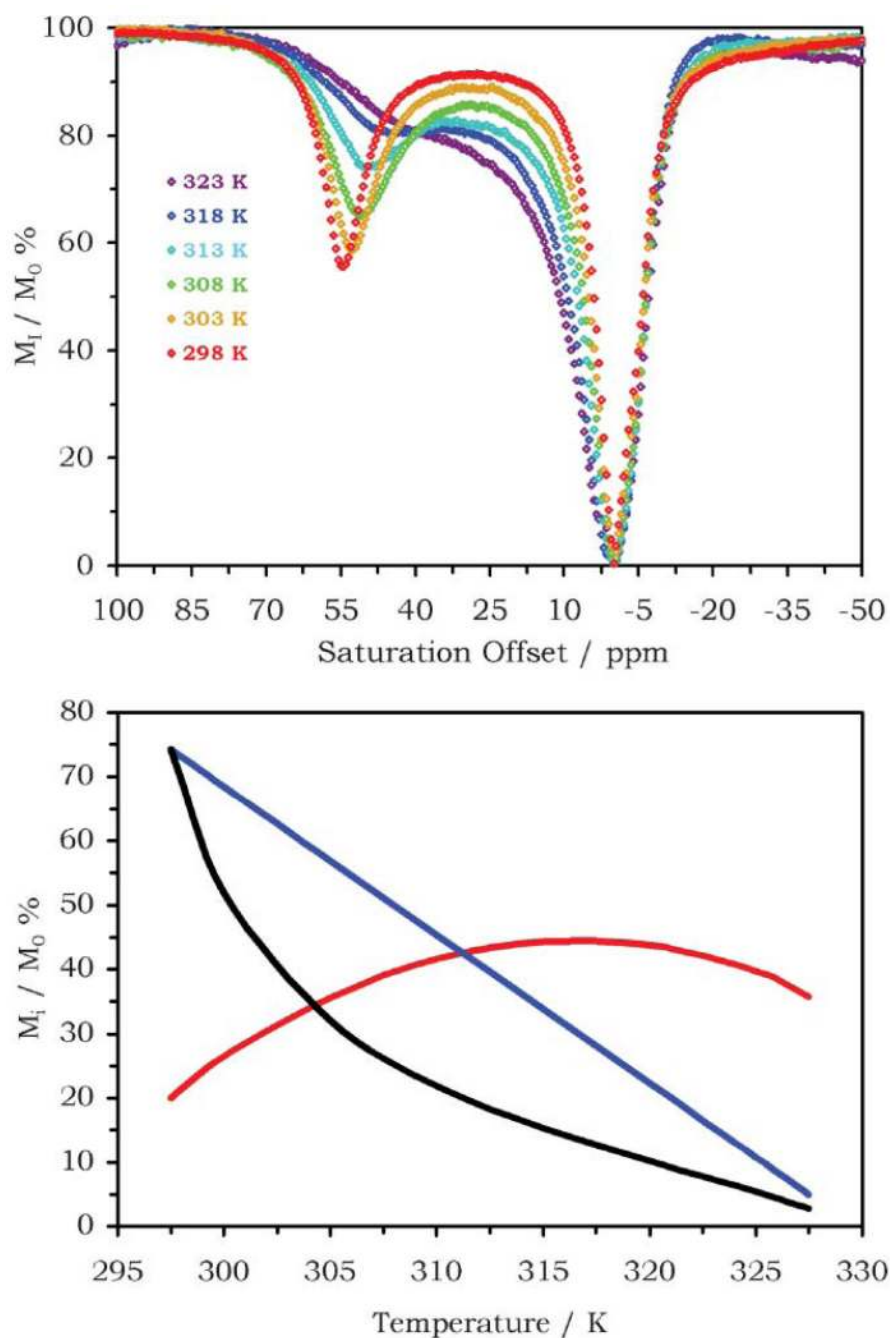 100
80
60
40
20
0
M_I / M_0 %
323 K
318 K
313 K
308 K
303 K
298 K
100 85 70 55 40 25 10 -5 -20 -35 -50
Saturation Offset / ppm
80
70
60
50
40
30
20
10
0
M_i / M_0 %
295 300 305 310 315 320 325 330
Temperature / K